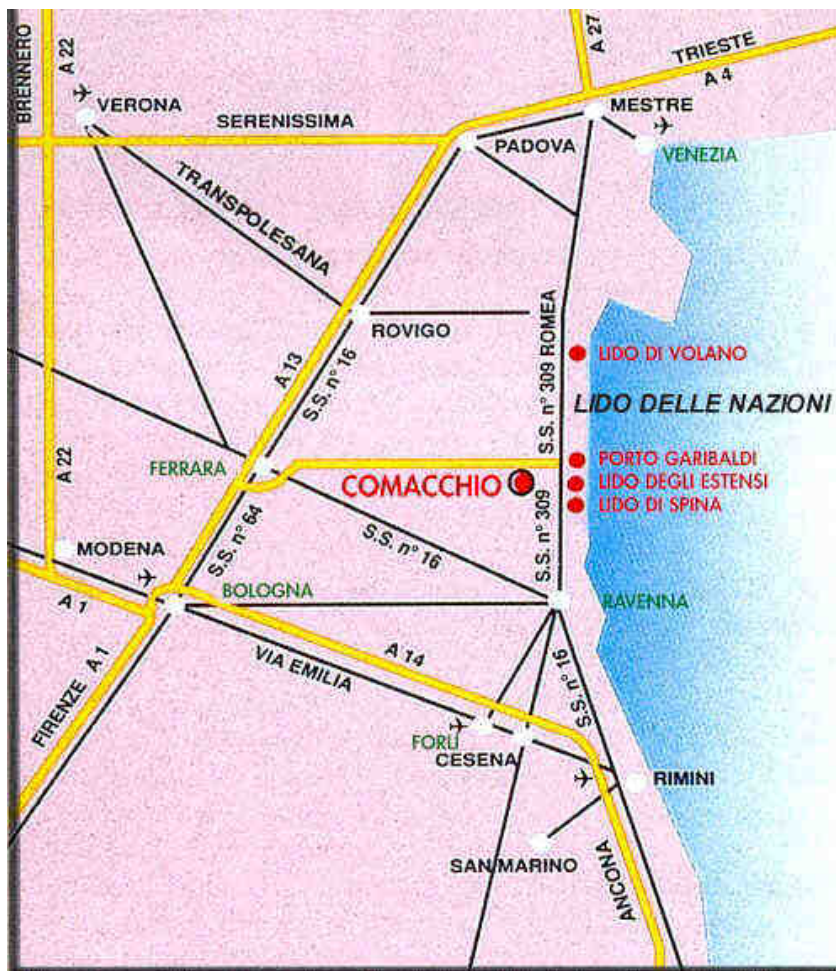 BRENNERO
A 22
A 27
TRIESTE
A 4
VERONA
SERENISSIMA
MESTRE
PADOVA
VENEZIA
TRANSPOLESANA
ROVIGO
A 13
S.S. n° 16
S.S. n° 309 ROMEA
LIDO DI VOLANO
LIDO DELLE NAZIONI
A 22
FERRARA
PORTO GARIBALDI
COMACCHIO
LIDO DEGLI ESTENSI
LIDO DI SPINA
S.S. n° 64
S.S. n° 16
S.S. n° 309
MODENA
BOLOGNA
RAVENNA
A 1
A 14
VIA EMILIA
FIRENZE A 1
S.S. n° 16
FORLÌ
CESENA
RIMINI
SAN MARINO
ANCONA